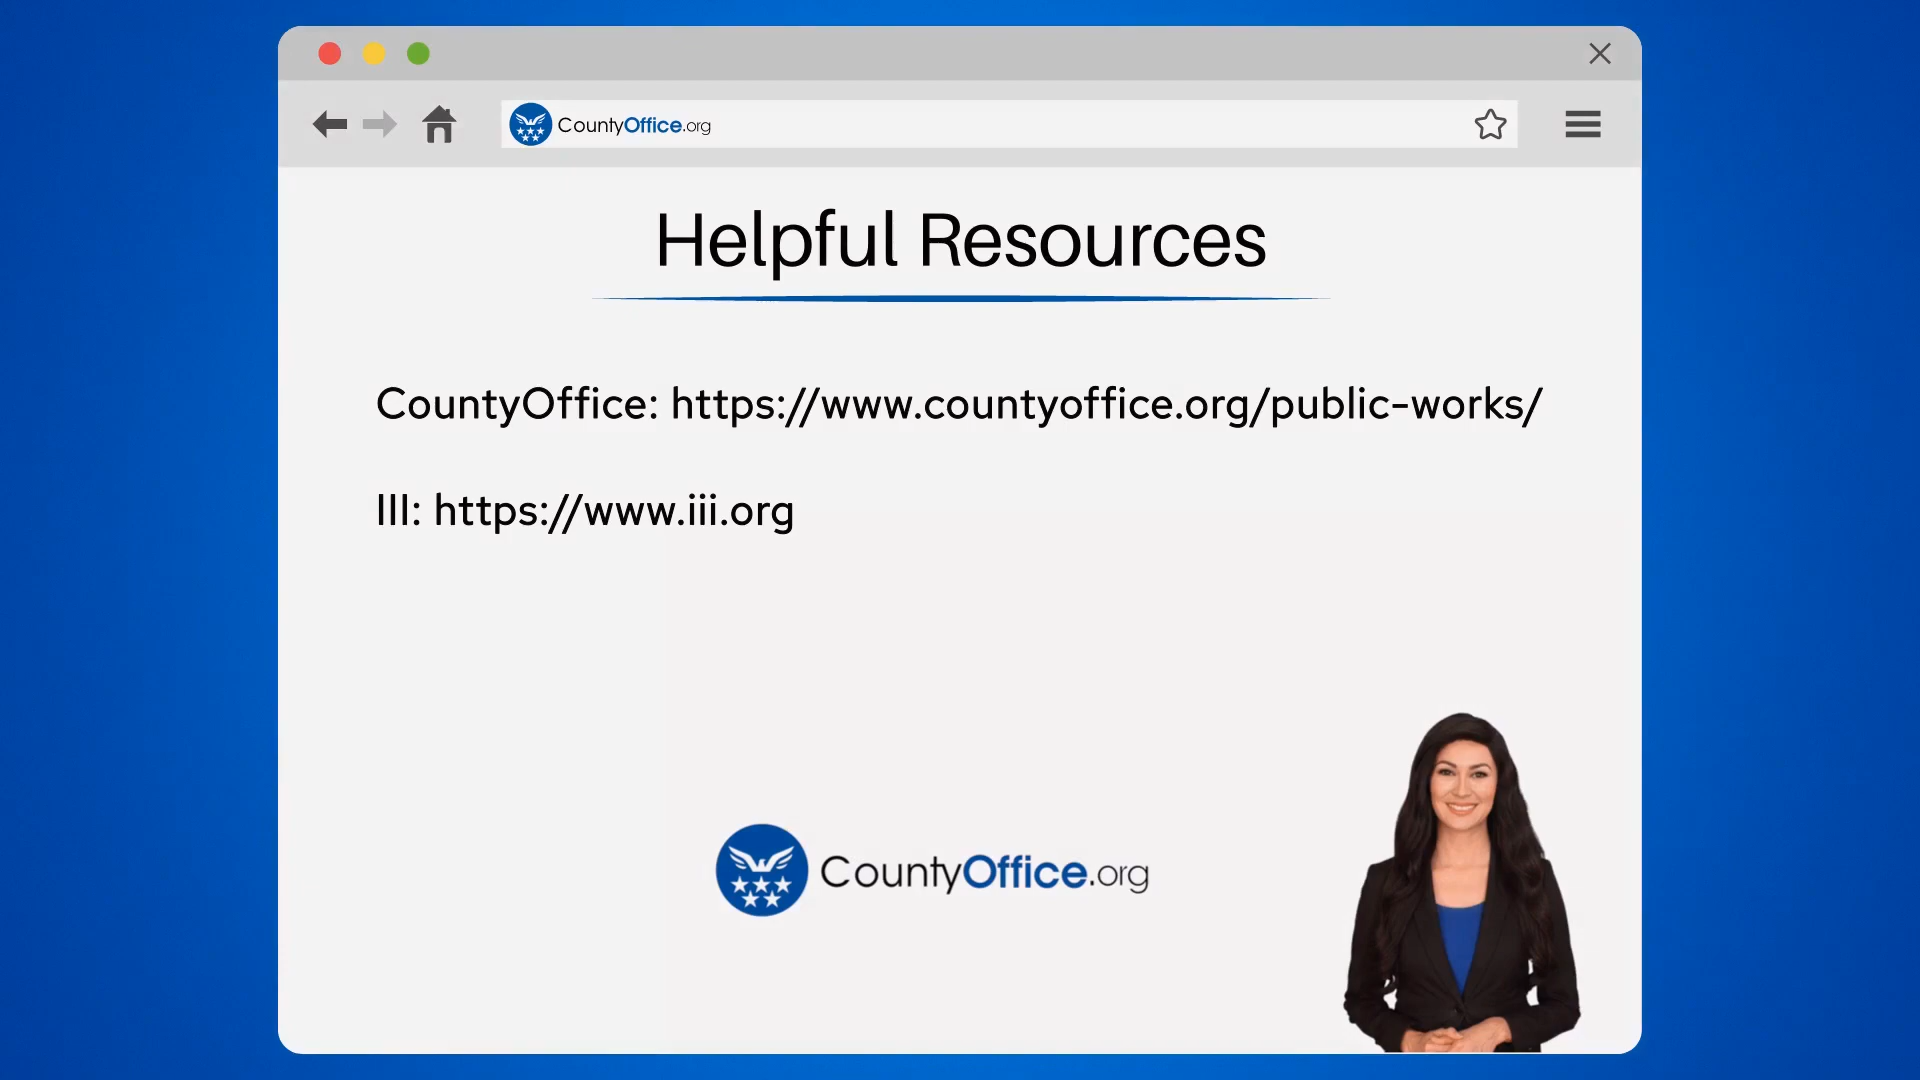 CountyOffice.org
Helpful Resources
CountyOffice: https://www.countyoffice.org/public-works/
III: https://www.iii.org
CountyOffice.org